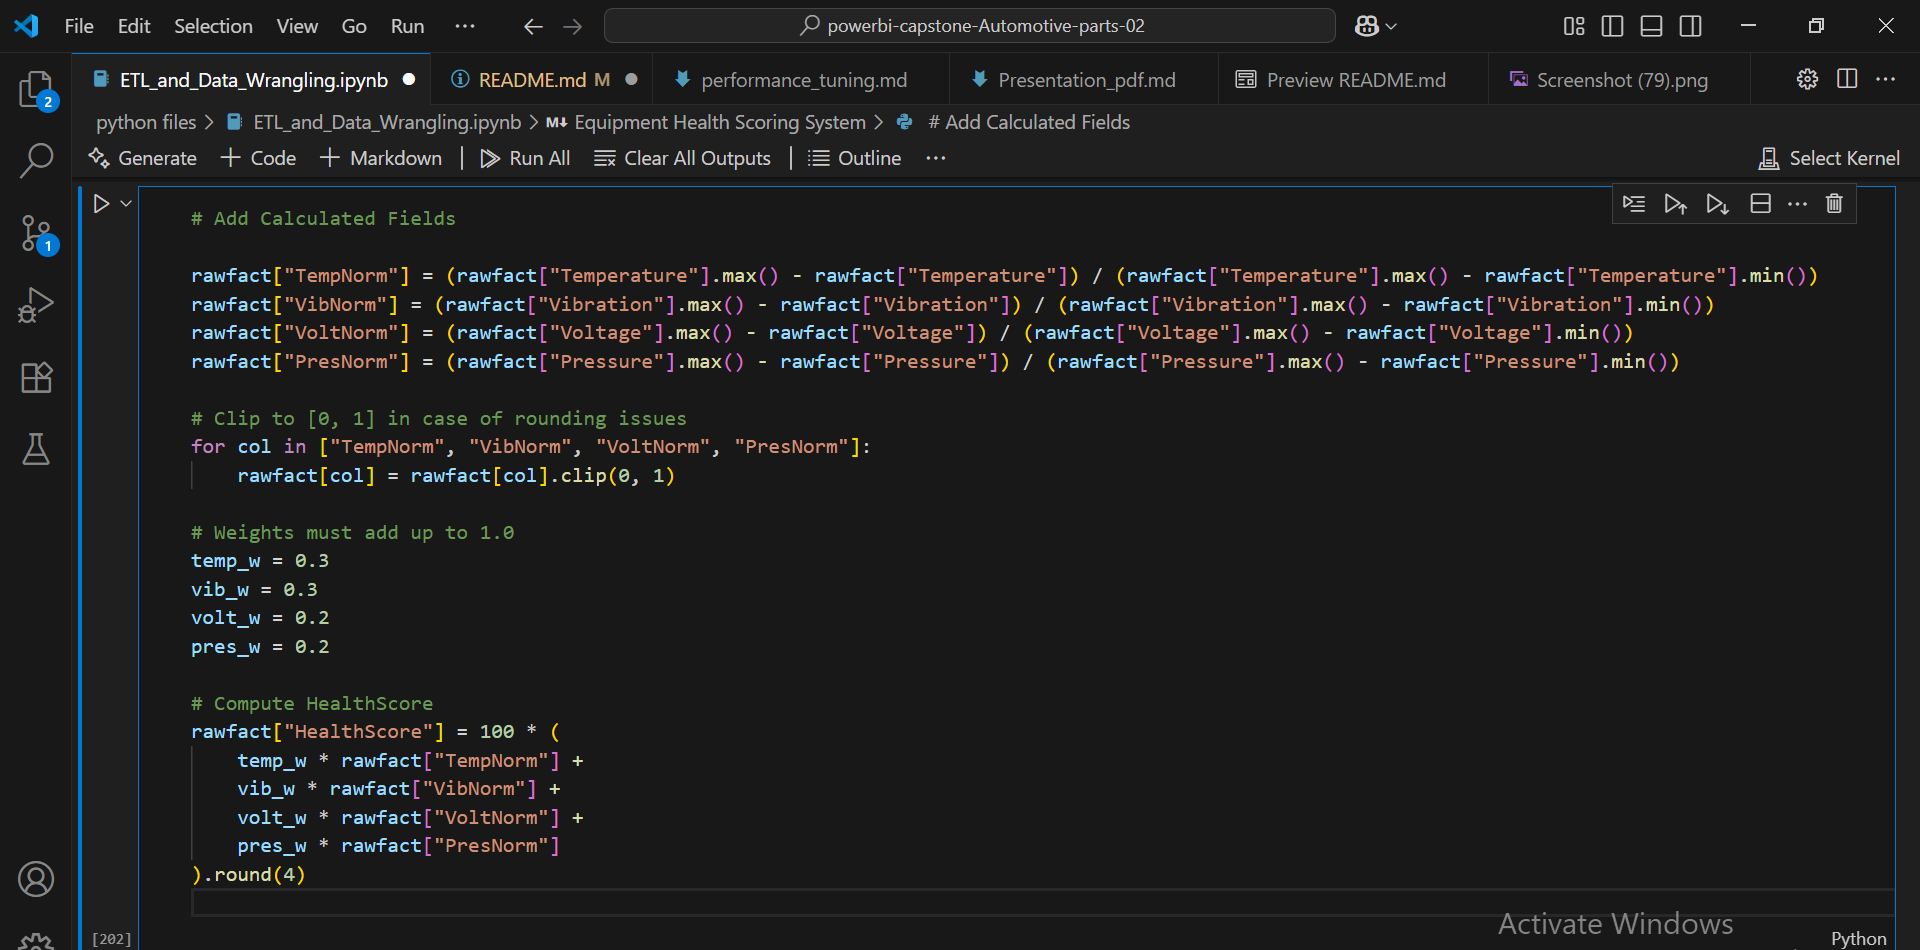 File Edit Selection View Go Run ··· powerbi-capstone-Automotive-parts-02
ETL_and_Data_Wrangling.ipynb README.md M performance_tuning.md Presentation_pdf.md Preview README.md Screenshot (79).png ···
python files > ETL_and_Data_Wrangling.ipynb > M↓ Equipment Health Scoring System > # Add Calculated Fields
Generate + Code + Markdown | Run All Clear All Outputs | Outline ··· Select Kernel
2
1
# Add Calculated Fields
rawfact["TempNorm"] = (rawfact["Temperature"].max() - rawfact["Temperature"]) / (rawfact["Temperature"].max() - rawfact["Temperature"].min())
rawfact["VibNorm"] = (rawfact["Vibration"].max() - rawfact["Vibration"]) / (rawfact["Vibration"].max() - rawfact["Vibration"].min())
rawfact["VoltNorm"] = (rawfact["Voltage"].max() - rawfact["Voltage"]) / (rawfact["Voltage"].max() - rawfact["Voltage"].min())
rawfact["PresNorm"] = (rawfact["Pressure"].max() - rawfact["Pressure"]) / (rawfact["Pressure"].max() - rawfact["Pressure"].min())
# Clip to [0, 1] in case of rounding issues
for col in ["TempNorm", "VibNorm", "VoltNorm", "PresNorm"]:
    rawfact[col] = rawfact[col].clip(0, 1)
# Weights must add up to 1.0
temp_w = 0.3
vib_w = 0.3
volt_w = 0.2
pres_w = 0.2
# Compute HealthScore
rawfact["HealthScore"] = 100 * (
    temp_w * rawfact["TempNorm"] +
    vib_w * rawfact["VibNorm"] +
    volt_w * rawfact["VoltNorm"] +
    pres_w * rawfact["PresNorm"]
).round(4)
Activate Windows
[202] Python